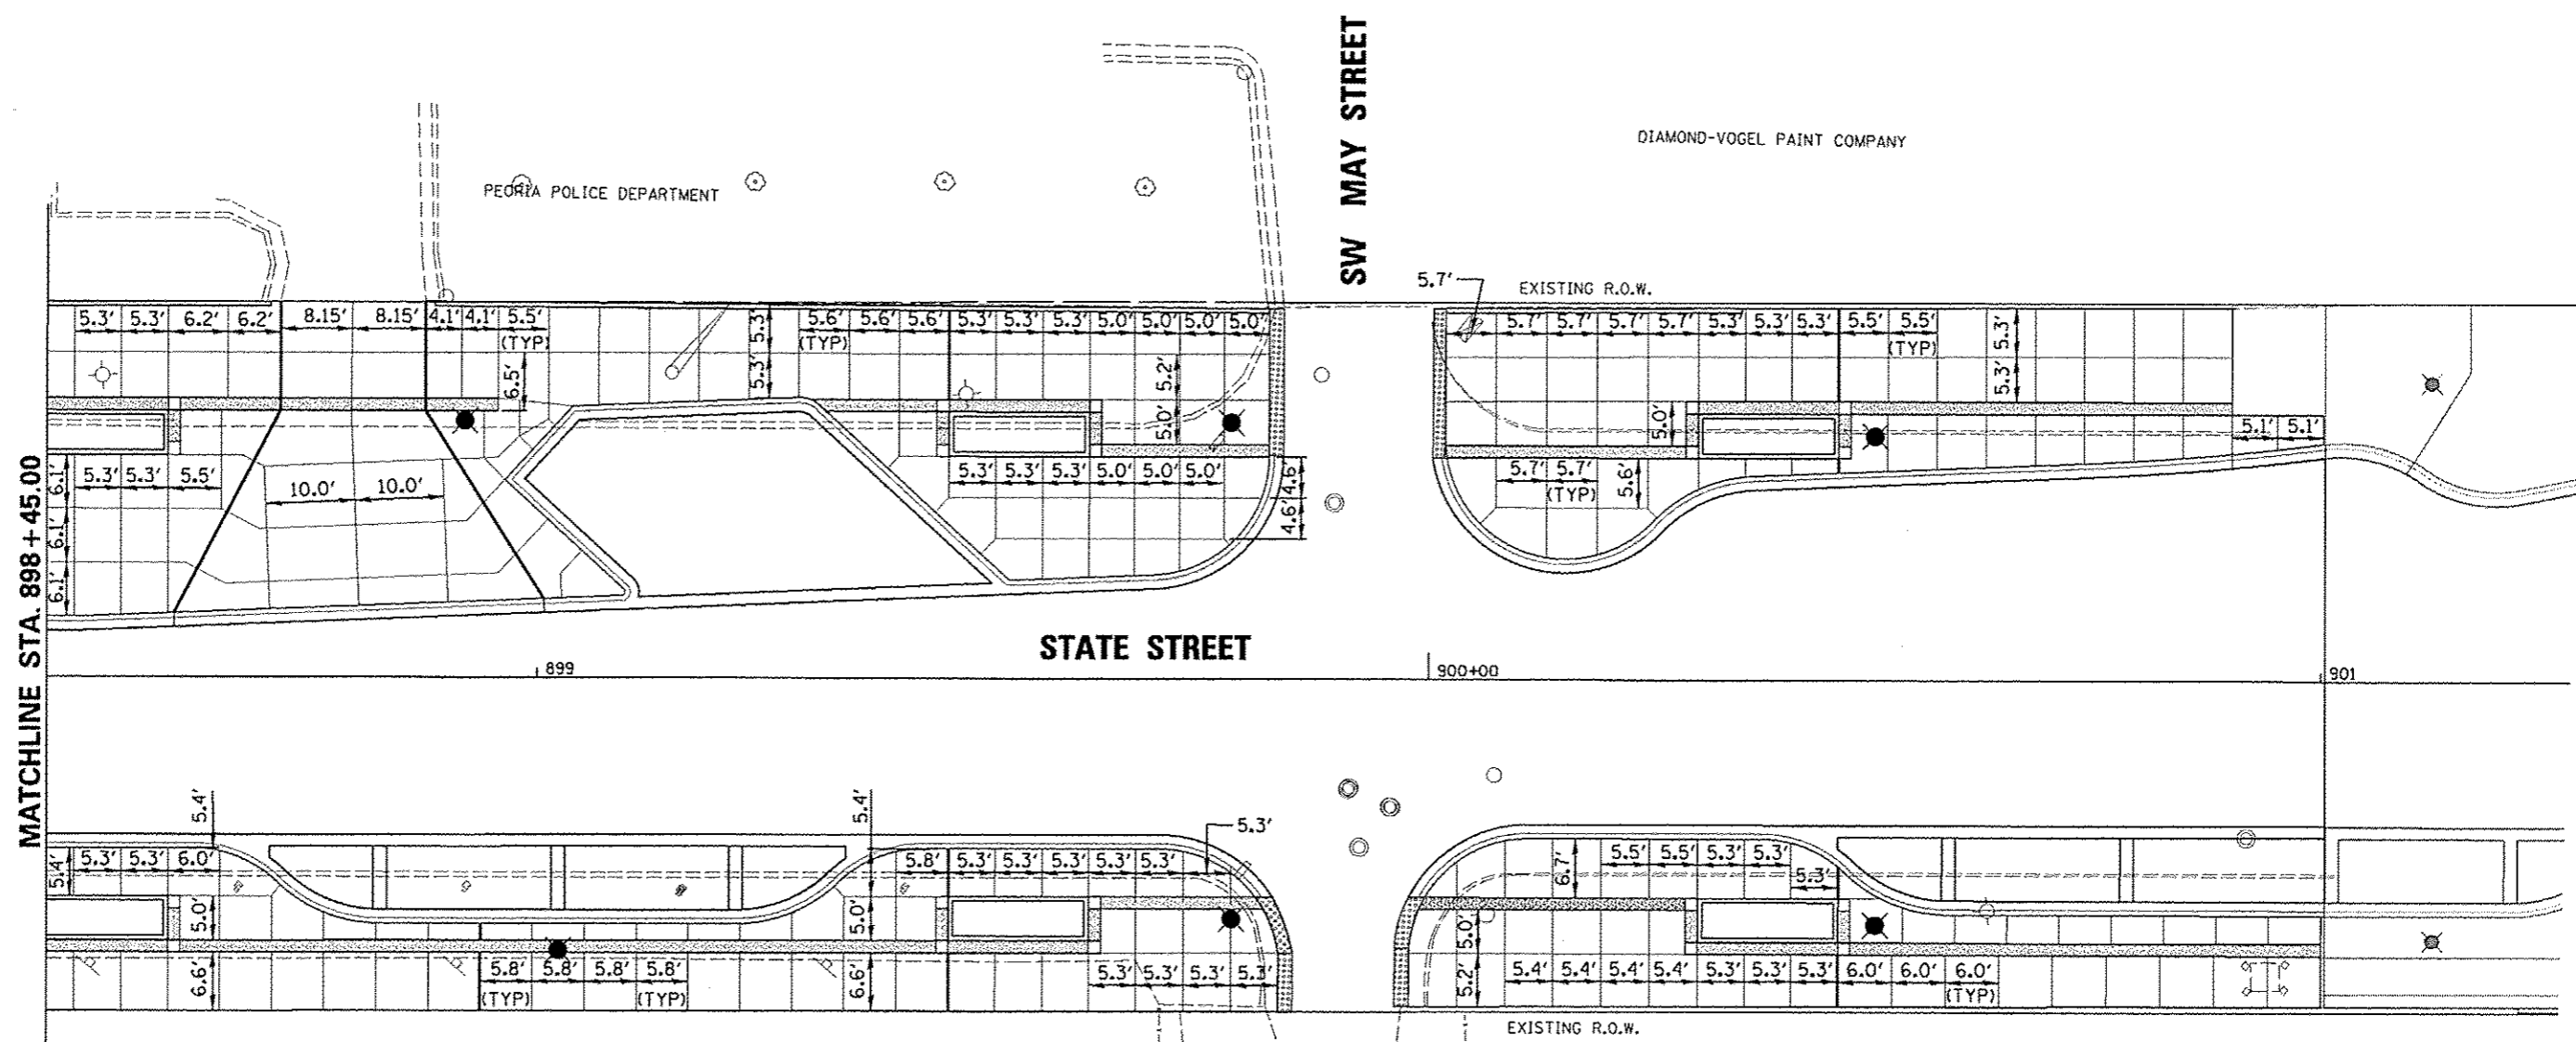 SW MAY STREET
DIAMOND-VOGEL PAINT COMPANY
PEORIA POLICE DEPARTMENT
5.7'
EXISTING R.O.W.
5.3' 5.3' 6.2' 6.2' 8.15' 8.15' 4.1' 4.1' 5.5' 5.3' 5.6' 5.6' 5.6' 5.3' 5.3' 5.3' 5.0' 5.0' 5.0' 5.0' 5.7' 5.7' 5.7' 5.7' 5.3' 5.3' 5.3' 5.5' 5.5' 5.3'
(TYP) (TYP) (TYP)
6.5' 5.3' 5.2' 5.3'
5.0' 5.0' 5.1' 5.1'
MATCHLINE STA. 898+45.00
6.1' 5.3' 5.3' 5.5' 5.3' 5.3' 5.3' 5.0' 5.0' 5.0' 4.6' 5.7' 5.7' 5.6'
10.0' 10.0' (TYP)
6.1' 4.6'
6.1'
STATE STREET
899 900+00 901
5.4' 5.4' 5.3'
5.4' 5.3' 5.3' 6.0' 5.8' 5.3' 5.3' 5.3' 5.3' 5.3' 6.7' 5.5' 5.5' 5.3' 5.3'
5.3'
5.0' 5.0' 5.0'
6.6' 5.8' 5.8' 5.8' 5.8' 6.6' 5.3' 5.3' 5.3' 5.3' 5.2' 5.4' 5.4' 5.4' 5.4' 5.3' 5.3' 5.3' 6.0' 6.0' 6.0'
(TYP) (TYP) (TYP)
EXISTING R.O.W.